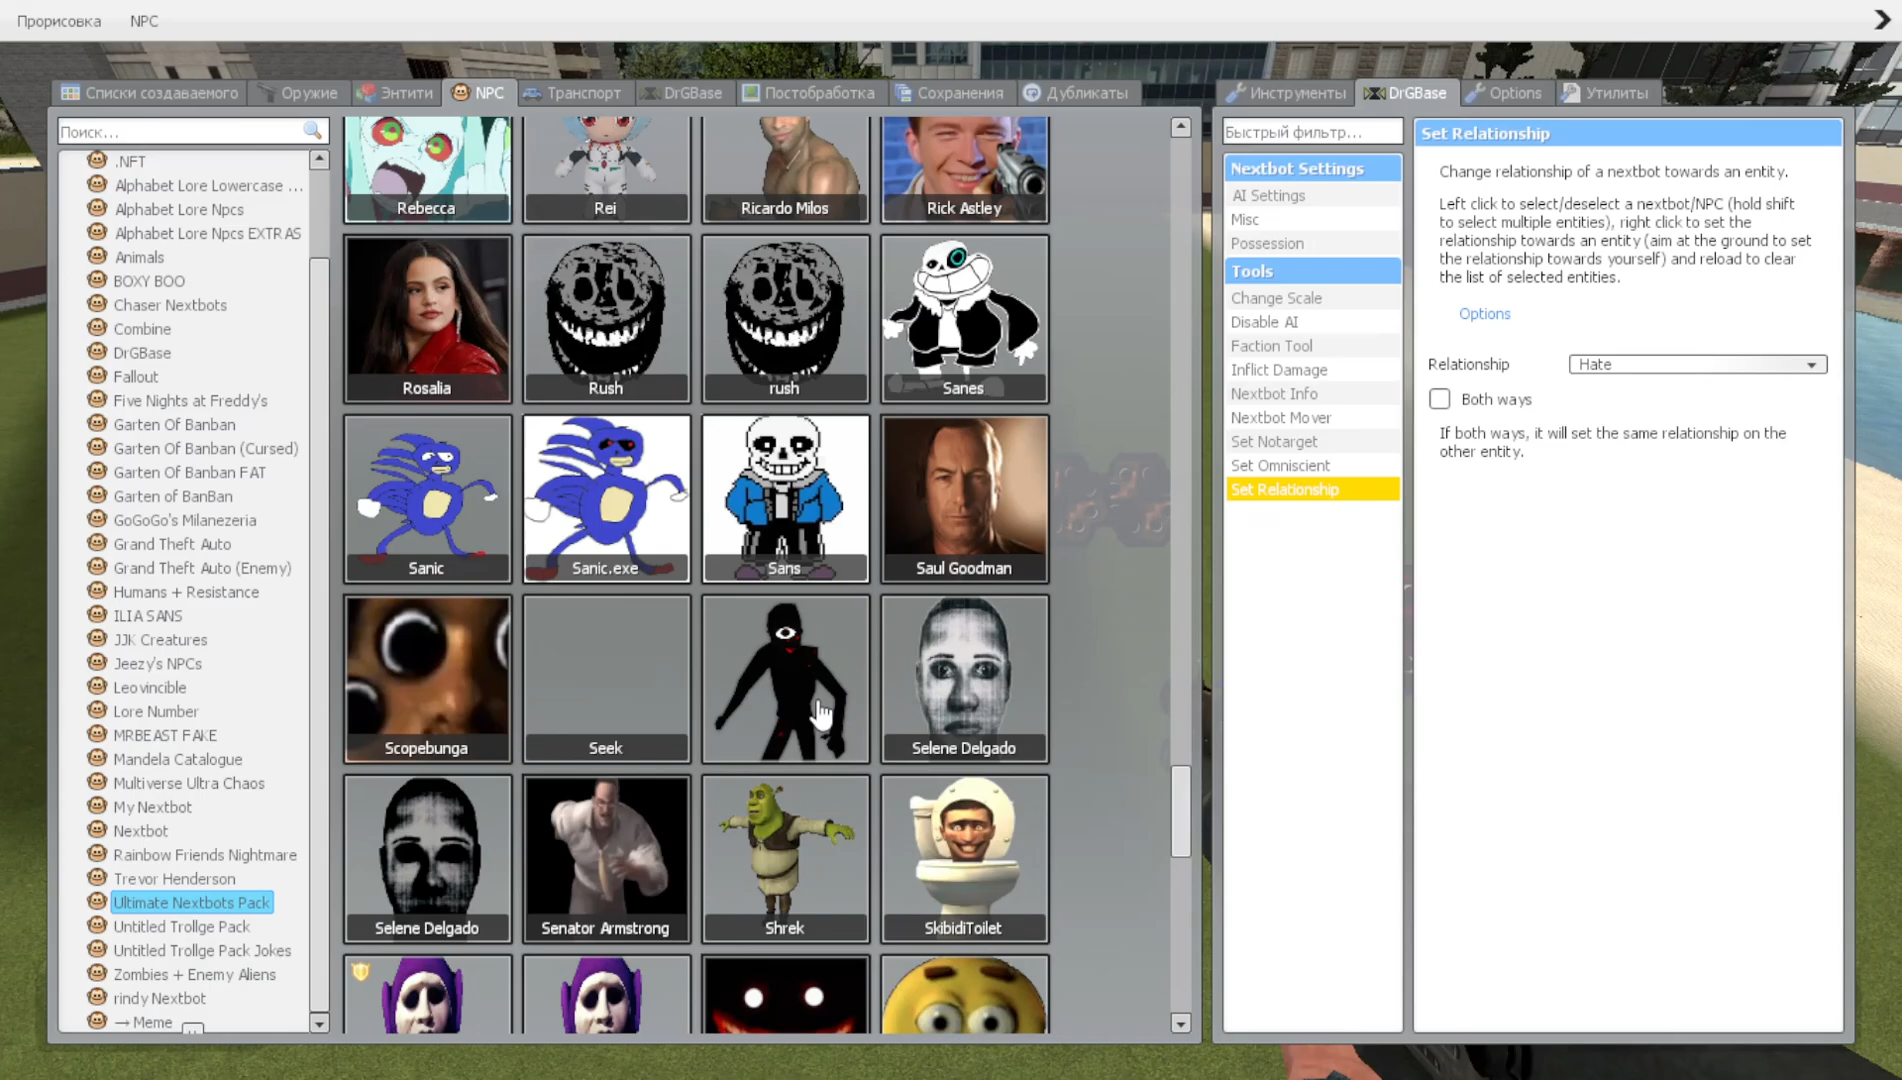 Прорисовка NPC
Списки создаваемого Оружие Энтити NPC Транспорт DrGBase Постобработка Сохранения Дубликаты
Инструменты DrGBase Options Утилиты
Поиск...
.NFT
Alphabet Lore Lowercase ...
Alphabet Lore Npcs
Alphabet Lore Npcs EXTRAS
Animals
BOXY BOO
Chaser Nextbots
Combine
DrGBase
Fallout
Five Nights at Freddy's
Garten Of Banban
Garten Of Banban (Cursed)
Garten Of Banban FAT
Garten of BanBan
GoGoGo's Milanezeria
Grand Theft Auto
Grand Theft Auto (Enemy)
Humans + Resistance
ILIA SANS
JJK Creatures
Jeezy's NPCs
Leovincible
Lore Number
MRBEAST FAKE
Mandela Catalogue
Multiverse Ultra Chaos
My Nextbot
Nextbot
Rainbow Friends Nightmare
Trevor Henderson
Ultimate Nextbots Pack
Untitled Trollge Pack
Untitled Trollge Pack Jokes
Zombies + Enemy Aliens
rindy Nextbot
→ Meme
Rebecca Rei Ricardo Milos Rick Astley
Rosalia Rush rush Sanes
Sanic Sanic.exe Sans Saul Goodman
Scopebunga Seek Selene Delgado
Selene Delgado Senator Armstrong Shrek SkibidiToilet
Быстрый фильтр...
Nextbot Settings
AI Settings
Misc
Possession
Tools
Change Scale
Disable AI
Faction Tool
Inflict Damage
Nextbot Info
Nextbot Mover
Set Notarget
Set Omniscient
Set Relationship
Set Relationship
Change relationship of a nextbot towards an entity.
Left click to select/deselect a nextbot/NPC (hold shift
to select multiple entities), right click to set the
relationship towards an entity (aim at the ground to set
the relationship towards yourself) and reload to clear
the list of selected entities.
Options
Relationship Hate
Both ways
If both ways, it will set the same relationship on the
other entity.